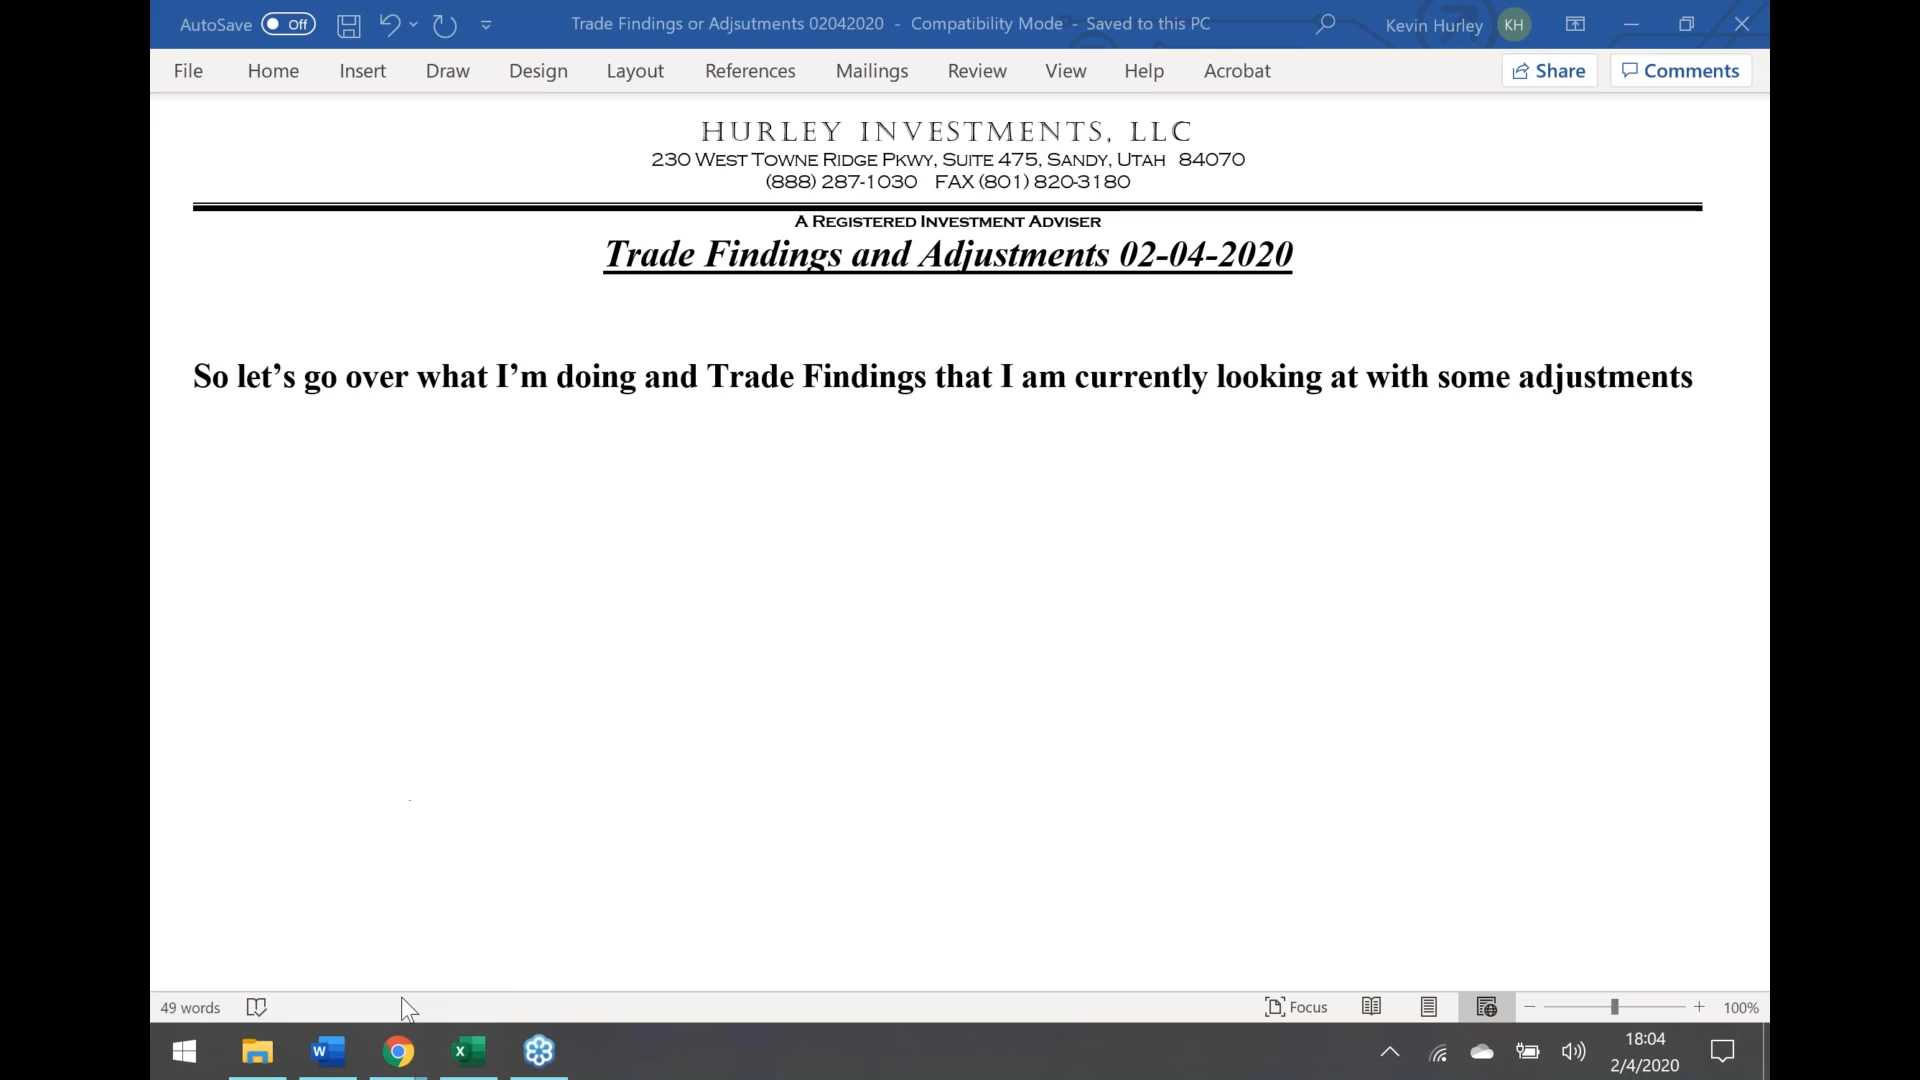 AutoSave Off Trade Findings or Adjsutments 02042020 - Compatibility Mode - Saved to this PC Kevin Hurley KH
File Home Insert Draw Design Layout References Mailings Review View Help Acrobat Share Comments
HURLEY INVESTMENTS, LLC
230 WEST TOWNE RIDGE PKWY, SUITE 475, SANDY, UTAH 84070
(888) 287-1030 FAX (801) 820-3180
A REGISTERED INVESTMENT ADVISER
Trade Findings and Adjustments 02-04-2020
So let’s go over what I’m doing and Trade Findings that I am currently looking at with some adjustments
49 words Focus 100%
18:04
2/4/2020